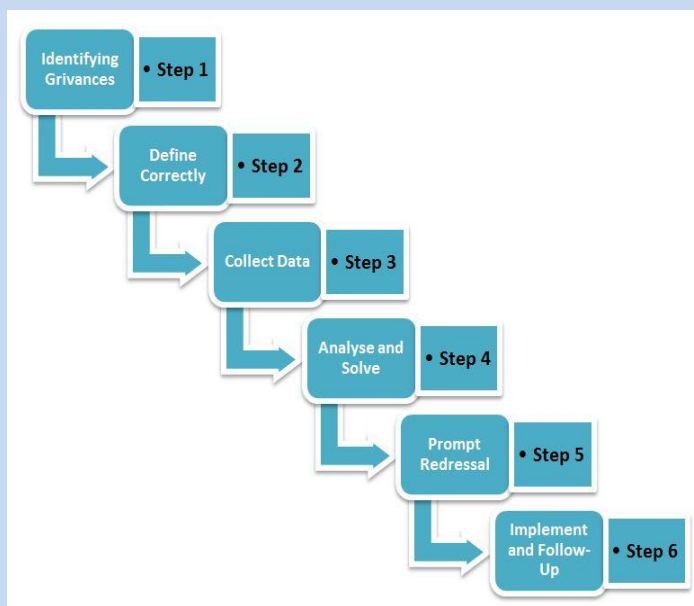 Identifying
Grivances
• Step 1
Define
Correctly
• Step 2
Collect Data
• Step 3
Analyse and
Solve
• Step 4
Prompt
Redressal
• Step 5
Implement
and Follow-
Up
• Step 6